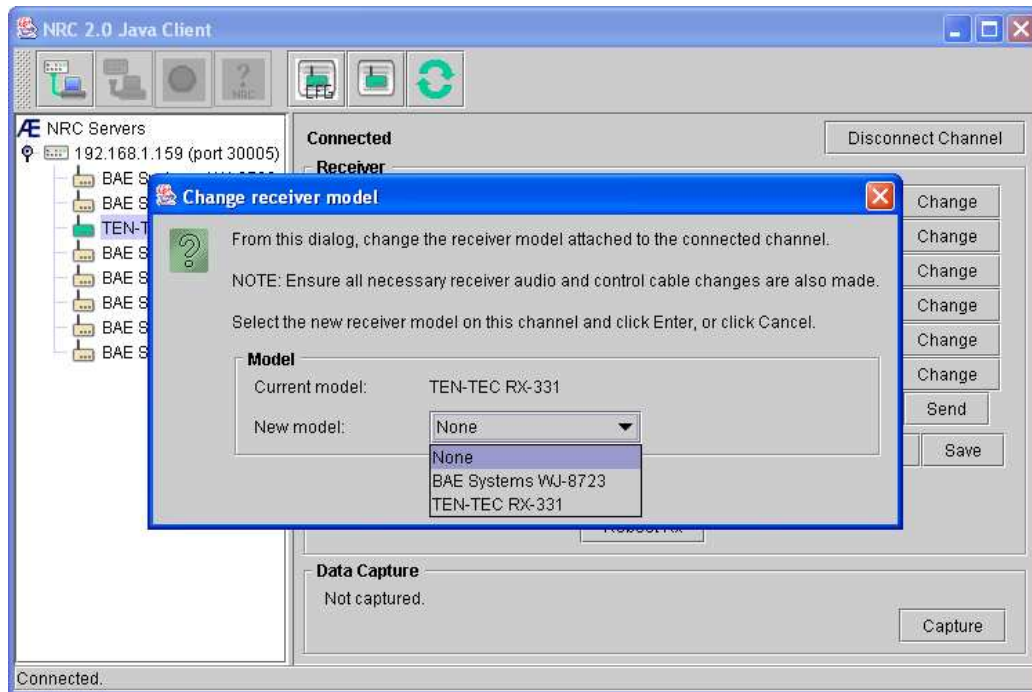 NRC 2.0 Java Client
? NRC
CFG
Æ NRC Servers
192.168.1.159 (port 30005)
BAE
BAE S
TEN-T
BAE S
BAE S
BAE S
BAE S
BAE S
Connected
Disconnect Channel
Receiver
Change
Change
Change
Change
Change
Change
Send
Save
Change receiver model
From this dialog, change the receiver model attached to the connected channel.
NOTE: Ensure all necessary receiver audio and control cable changes are also made.
Select the new receiver model on this channel and click Enter, or click Cancel.
Model
Current model: TEN-TEC RX-331
New model: None
None
BAE Systems WJ-8723
TEN-TEC RX-331
Data Capture
Not captured.
Capture
Connected.